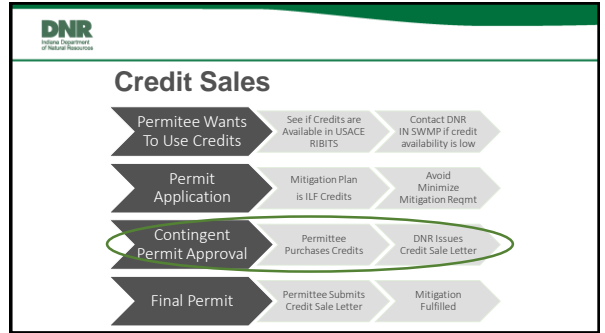 DNR
Indiana Department
of Natural Resources
Credit Sales
Permitee Wants
To Use Credits
See if Credits are
Available in USACE
RIBITS
Contact DNR
IN SWMP if credit
availability is low
Permit
Application
Mitigation Plan
is ILF Credits
Avoid
Minimize
Mitigation Reqmt
Contingent
Permit Approval
Permittee
Purchases Credits
DNR Issues
Credit Sale Letter
Final Permit
Permittee Submits
Credit Sale Letter
Mitigation
Fulfilled